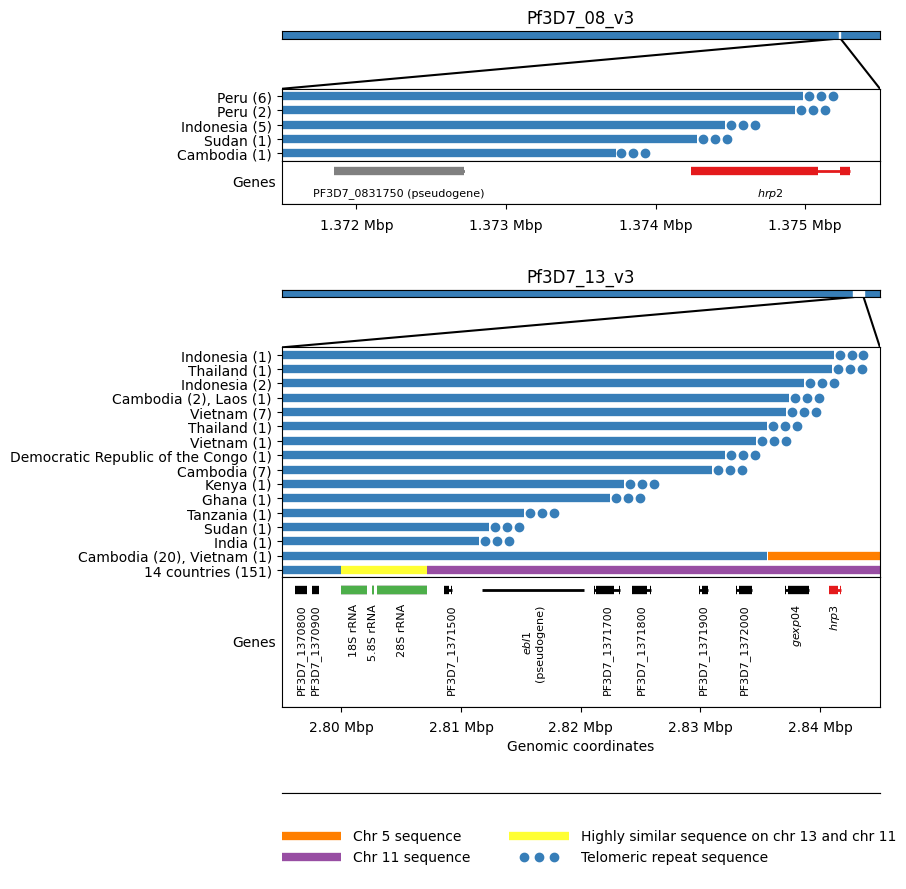 Pf3D7_08_v3
Peru (6)
Peru (2)
Indonesia (5)
Sudan (1)
Cambodia (1)
Genes
PF3D7_0831750 (pseudogene)
hrp2
1.372 Mbp
1.373 Mbp
1.374 Mbp
1.375 Mbp
Pf3D7_13_v3
Indonesia (1)
Thailand (1)
Indonesia (2)
Cambodia (2), Laos (1)
Vietnam (7)
Thailand (1)
Vietnam (1)
Democratic Republic of the Congo (1)
Cambodia (7)
Kenya (1)
Ghana (1)
Tanzania (1)
Sudan (1)
India (1)
Cambodia (20), Vietnam (1)
14 countries (151)
Genes
PF3D7_1370800
PF3D7_1370900
18S rRNA
5.8S rRNA
28S rRNA
PF3D7_1371500
ebl1
(pseudogene)
PF3D7_1371700
PF3D7_1371800
PF3D7_1371900
PF3D7_1372000
gexp04
hrp3
2.80 Mbp
2.81 Mbp
2.82 Mbp
2.83 Mbp
2.84 Mbp
Genomic coordinates
Chr 5 sequence
Highly similar sequence on chr 13 and chr 11
Chr 11 sequence
Telomeric repeat sequence